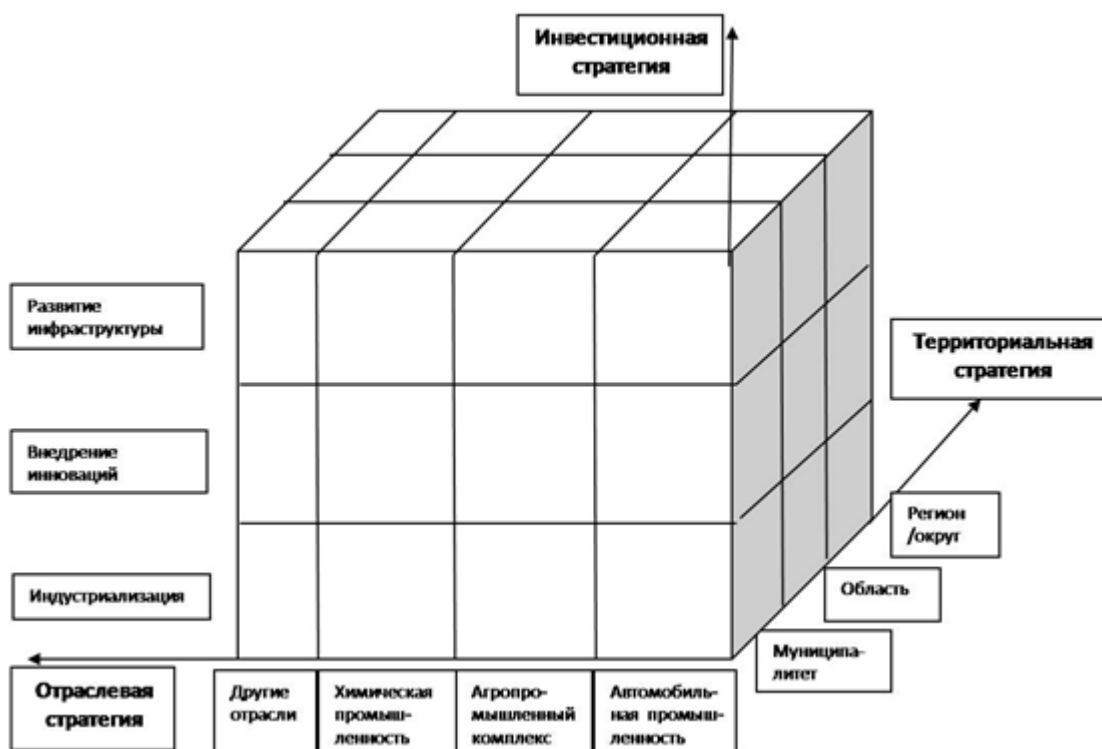 Инвестиционная
стратегия
Развитие
инфраструктуры
Территориальная
стратегия
Внедрение
инноваций
Регион
/округ
Индустриализация
Область
Муниципа-
литет
Отраслевая
стратегия
Другие
отрасли
Химическая
промыш-
ленность
Агропро-
мышленный
комплекс
Автомобиль-
ная промыш-
ленность